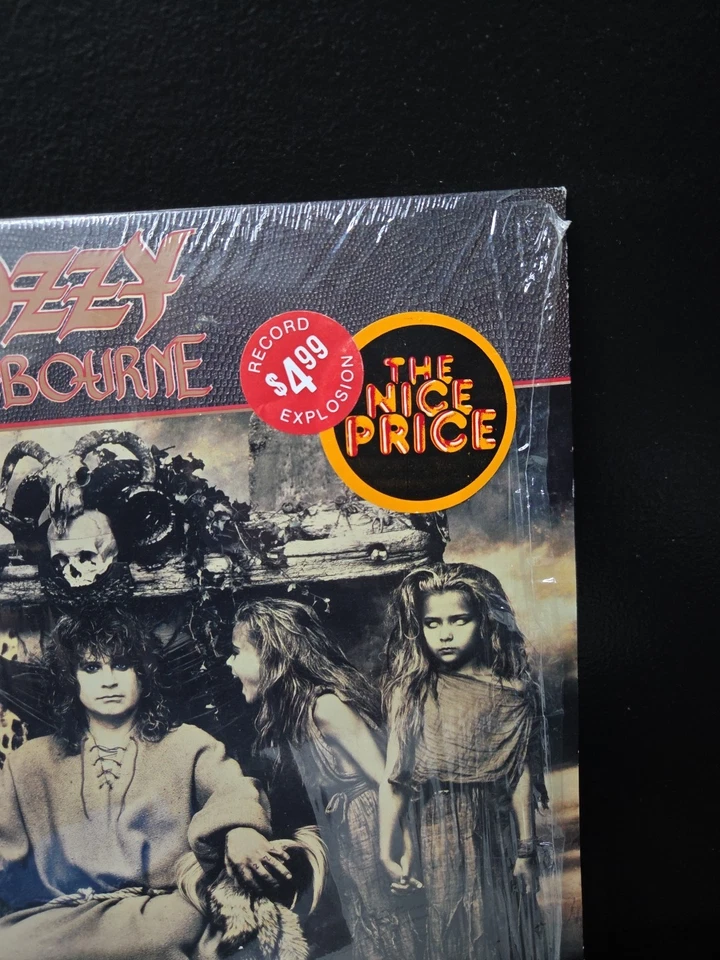 OZZY
BOURNE
RECORD
$4.99
EXPLOSION
THE
NICE
PRICE